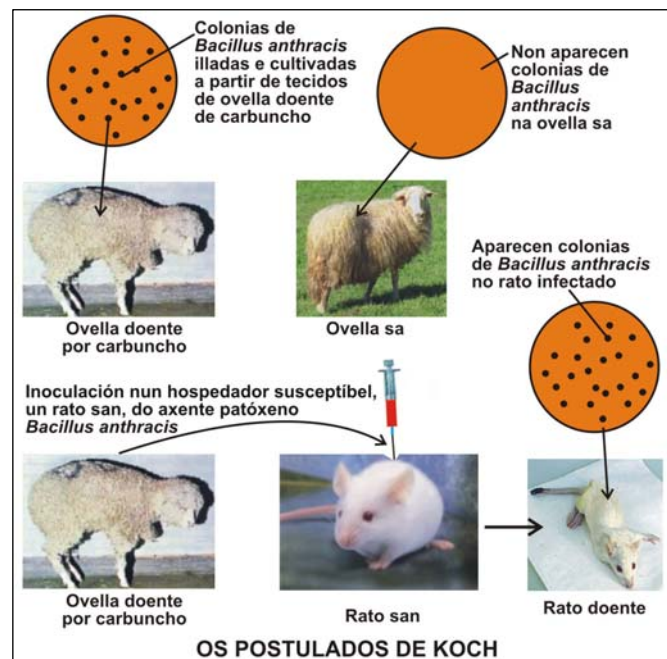 Colonias de
Bacillus anthracis
illadas e cultivadas
a partir de tecidos
de ovella doente
de carbuncho
Non aparecen
colonias de
Bacillus
anthracis
na ovella sa
Ovella doente
por carbuncho
Ovella sa
Aparecen colonias
de Bacillus anthracis
no rato infectado
Inoculación nun hospedador susceptíbel,
un rato san, do axente patóxeno
Bacillus anthracis
Ovella doente
por carbuncho
Rato san
Rato doente
OS POSTULADOS DE KOCH